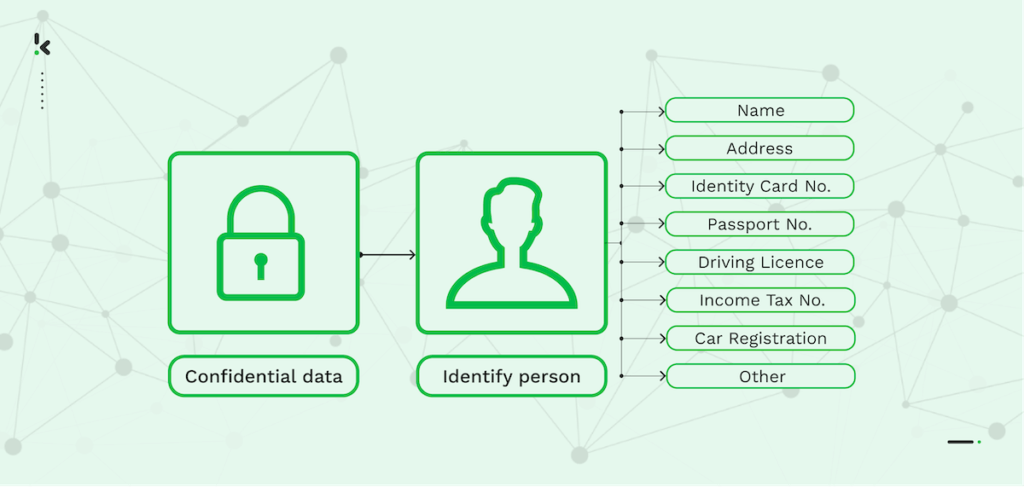 Name
Address
Identity Card No.
Passport No.
Driving Licence
Income Tax No.
Car Registration
Other
Confidential data
Identify person